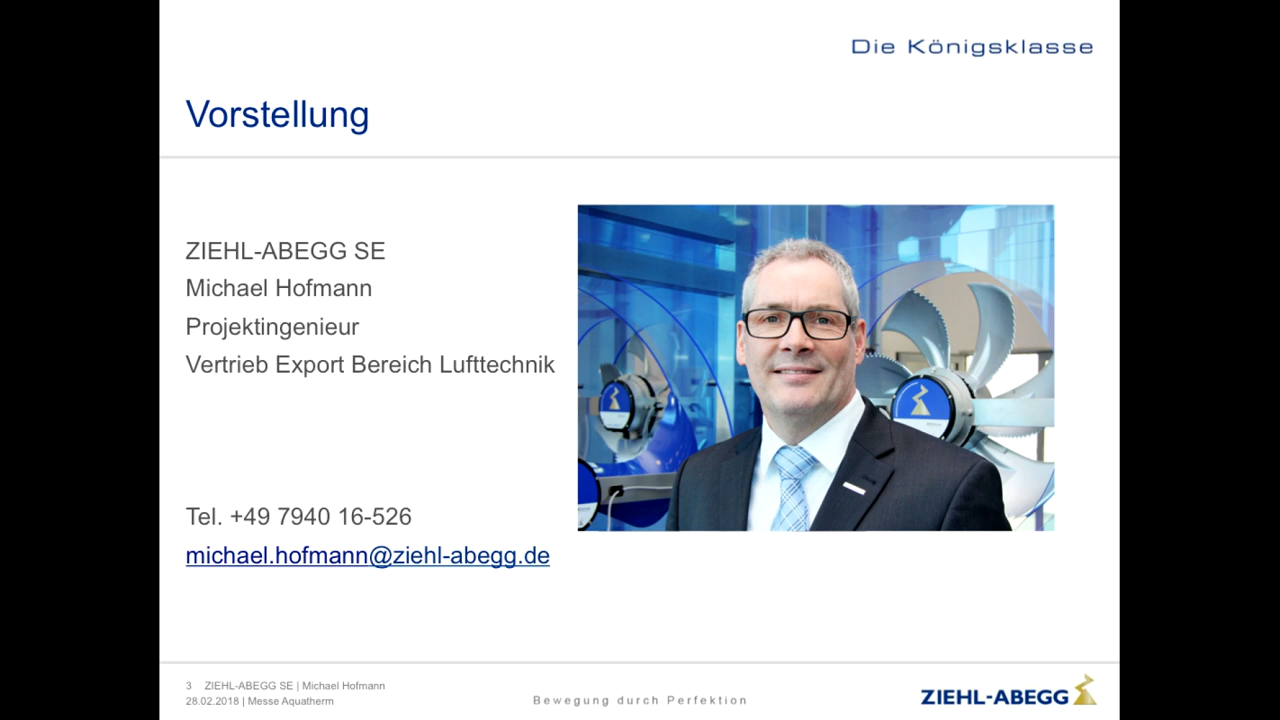 Die Königsklasse
Vorstellung
ZIEHL-ABEGG SE
Michael Hofmann
Projektingenieur
Vertrieb Export Bereich Lufttechnik
Tel. +49 7940 16-526
michael.hofmann@ziehl-abegg.de
3 ZIEHL-ABEGG SE | Michael Hofmann
28.02.2018 | Messe Aquatherm
Bewegung durch Perfektion
ZIEHL-ABEGG